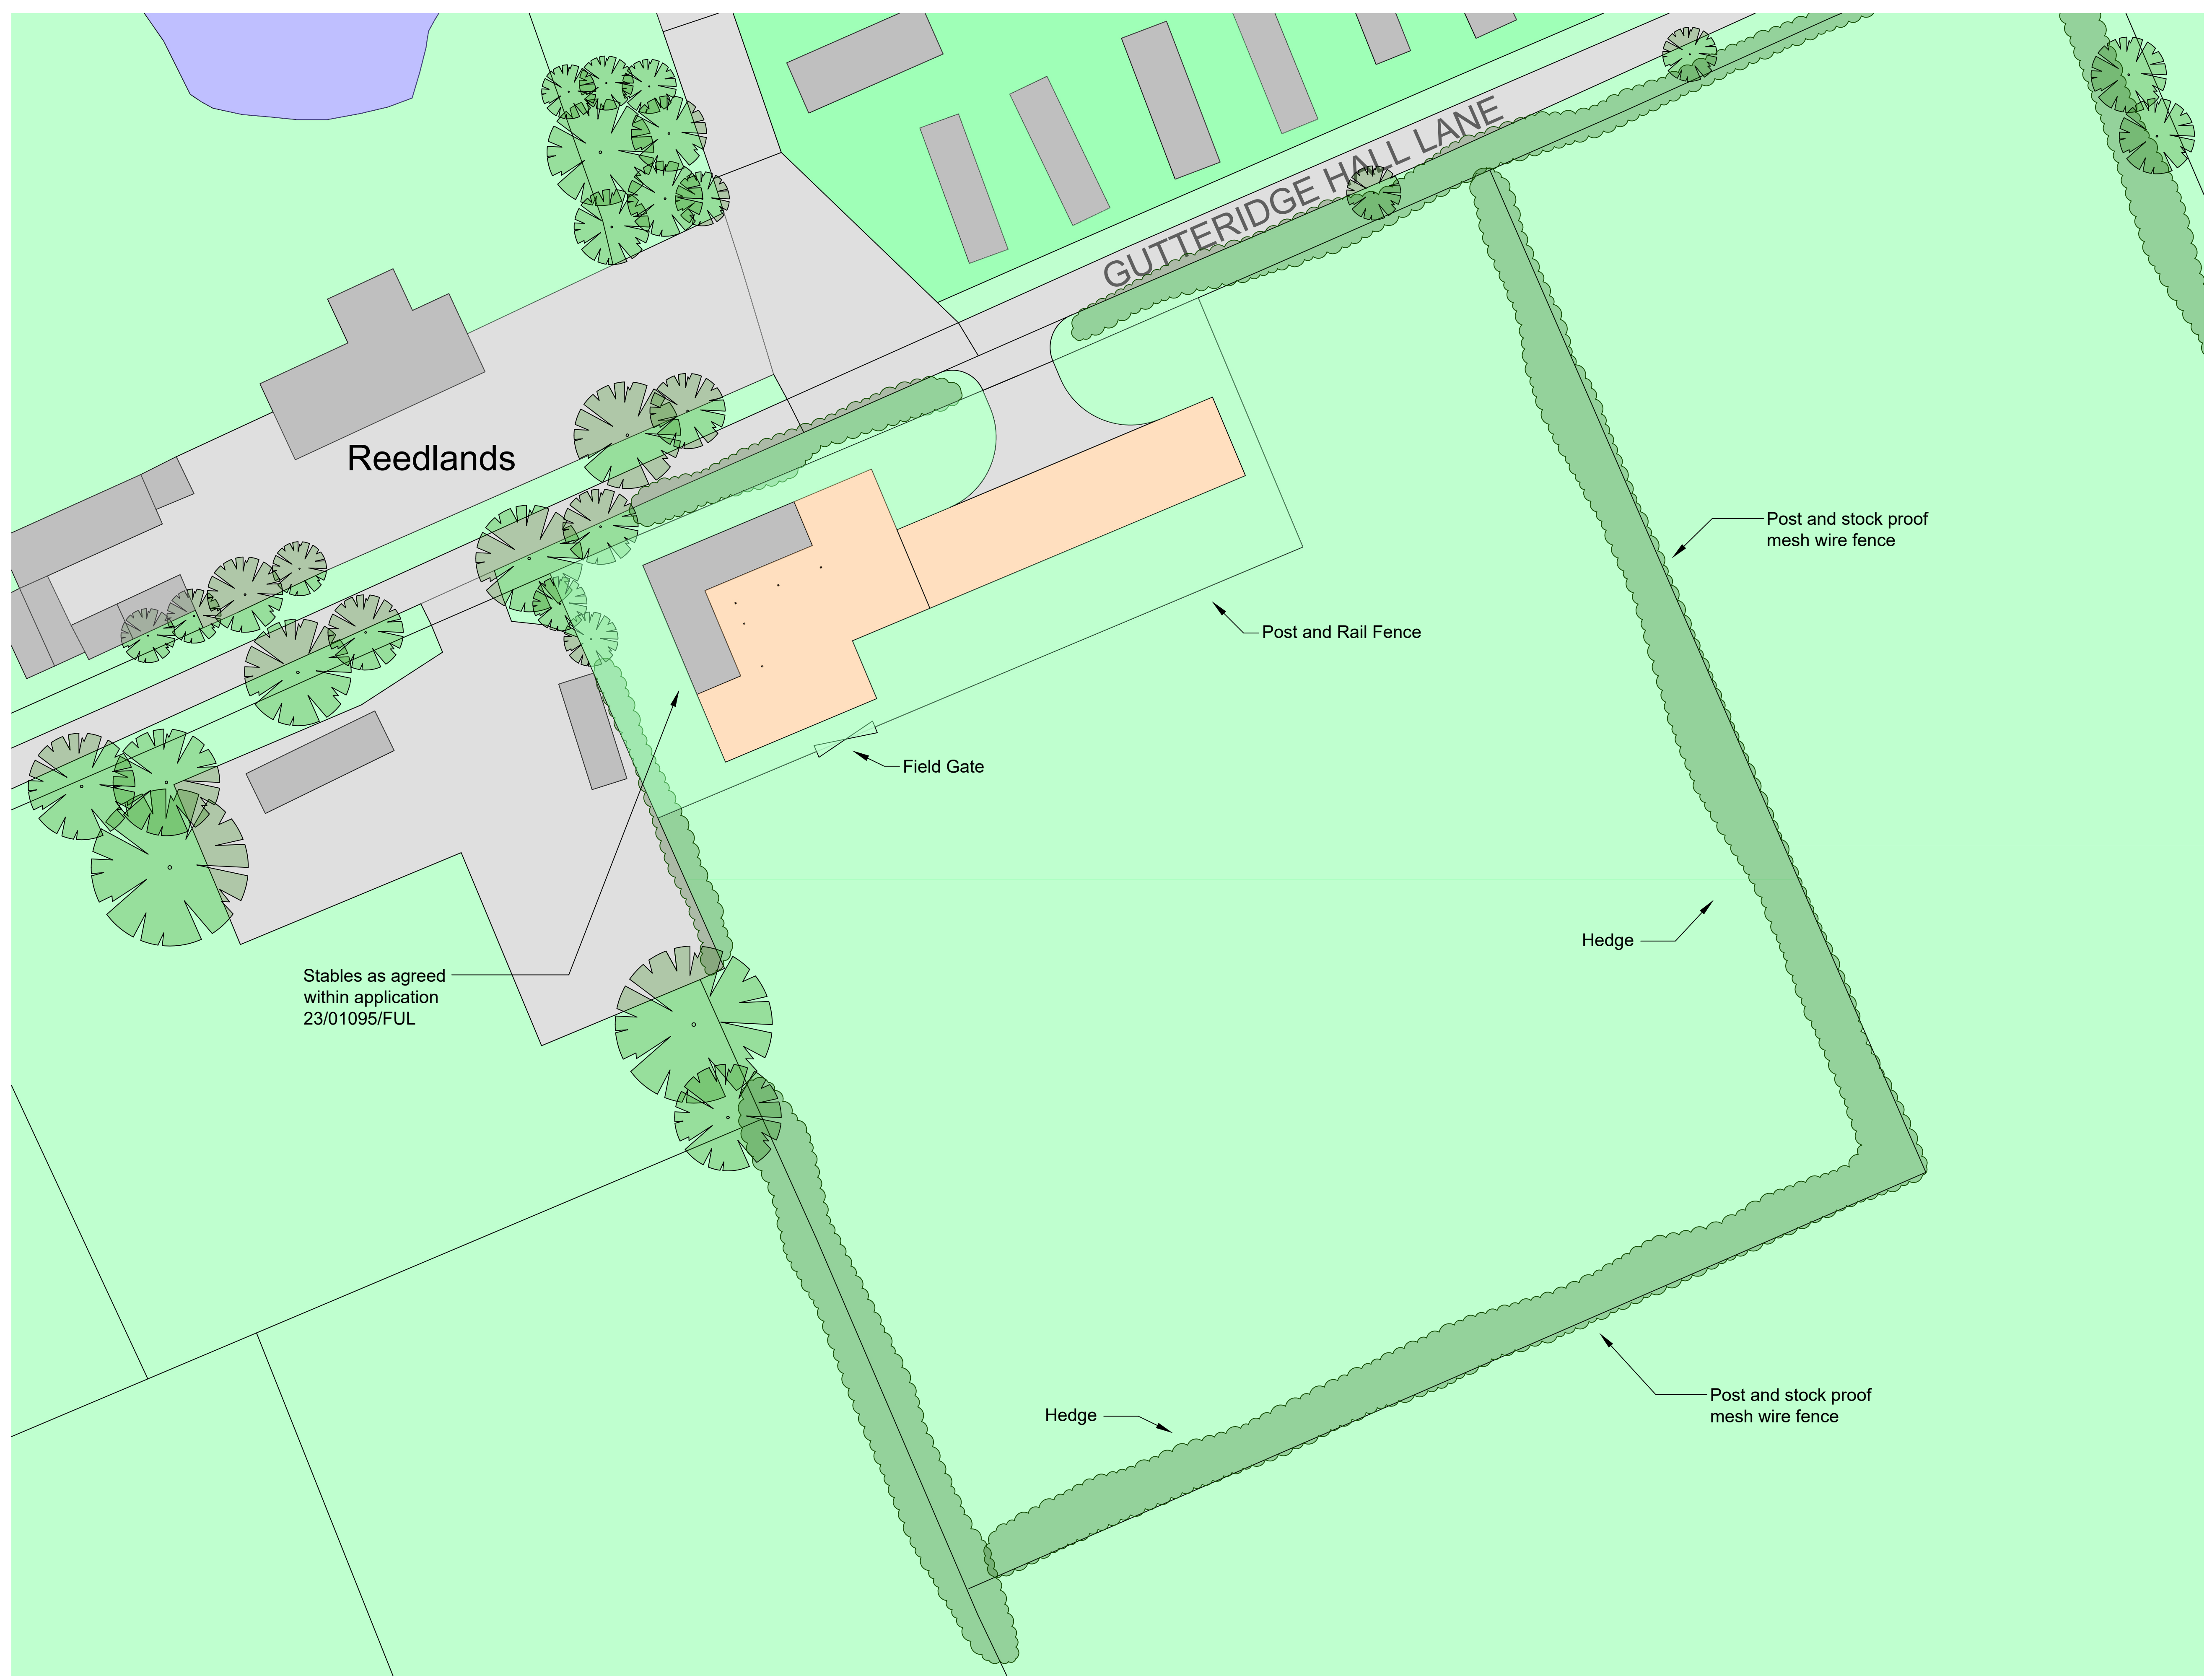 GUTTERIDGE HALL LANE
Reedlands
Post and stock proof
mesh wire fence
Post and Rail Fence
Field Gate
Hedge
Stables as agreed
within application
23/01095/FUL
Post and stock proof
mesh wire fence
Hedge